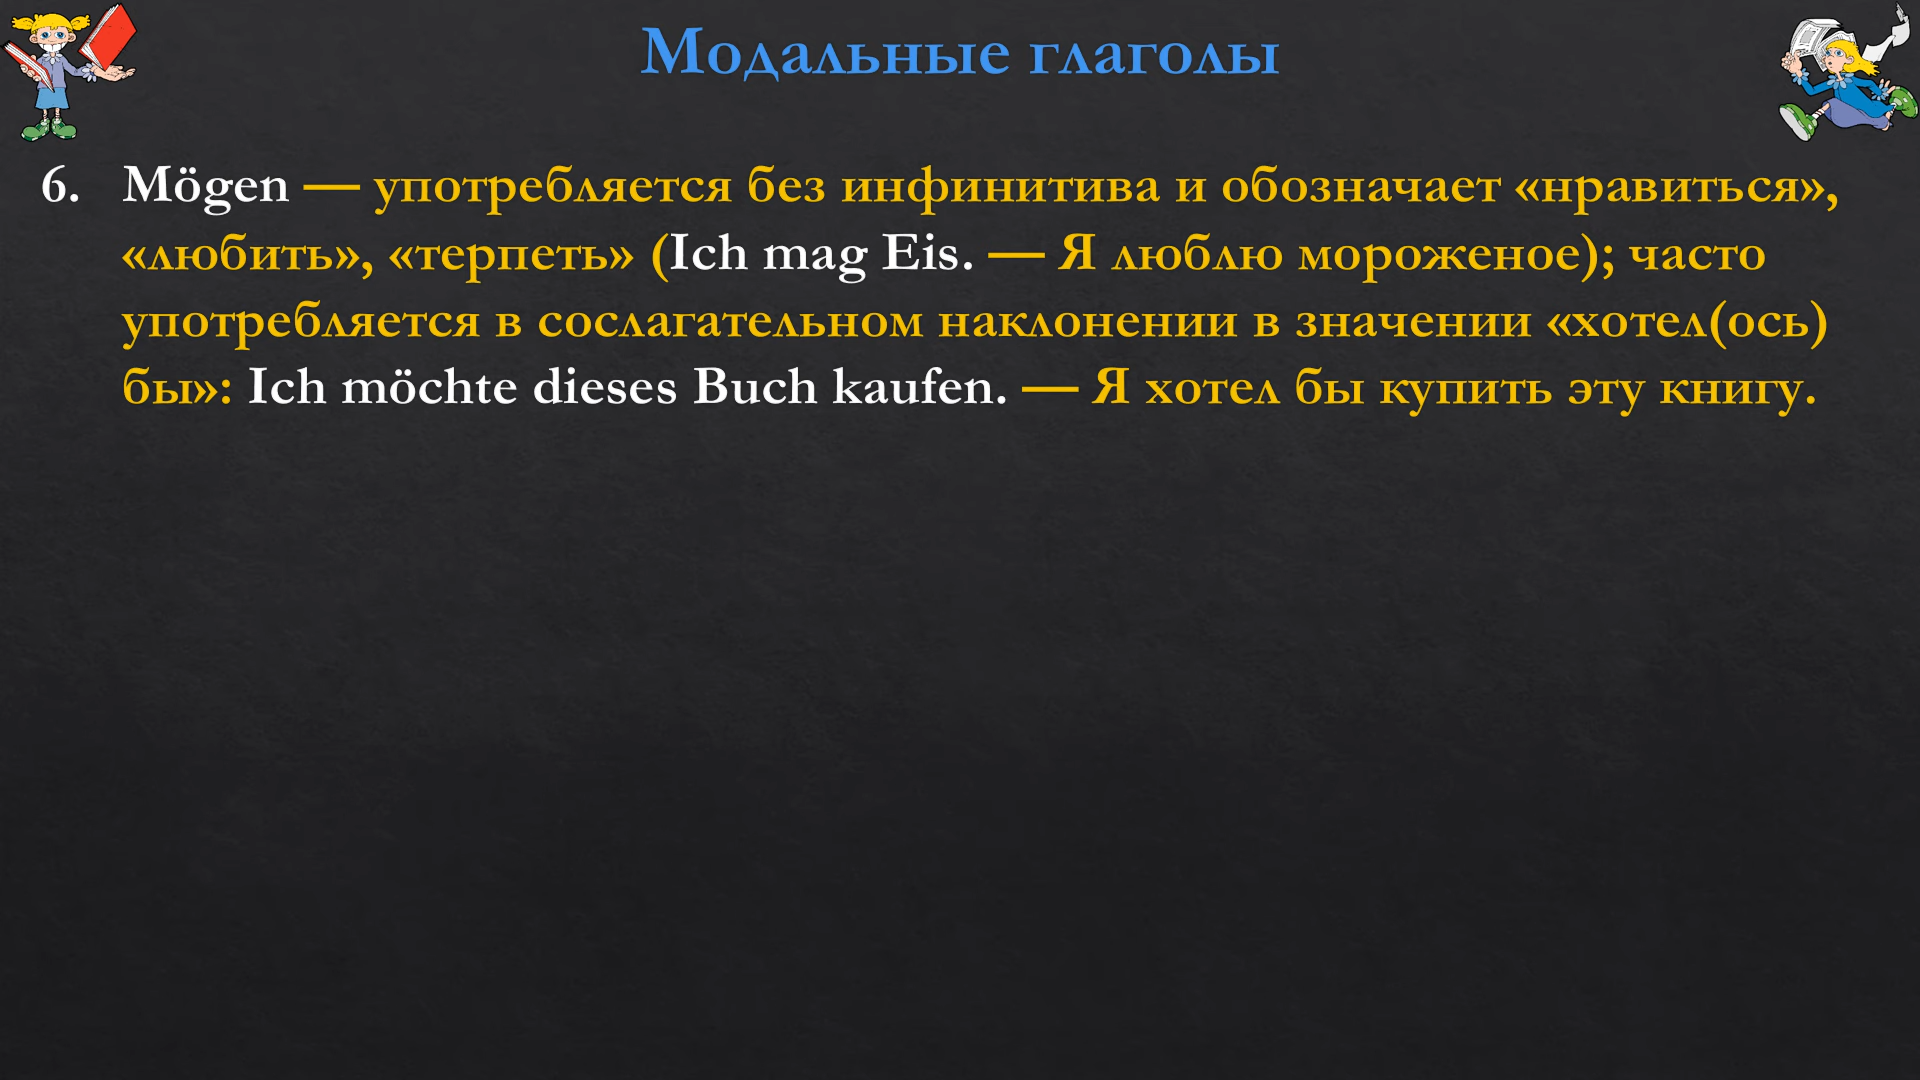 Модальные глаголы
6. Mögen — употребляется без инфинитива и обозначает «нравиться»,
«любить», «терпеть» (Ich mag Eis. — Я люблю мороженое); часто
употребляется в сослагательном наклонении в значении «хотел(ось)
бы»: Ich möchte dieses Buch kaufen. — Я хотел бы купить эту книгу.